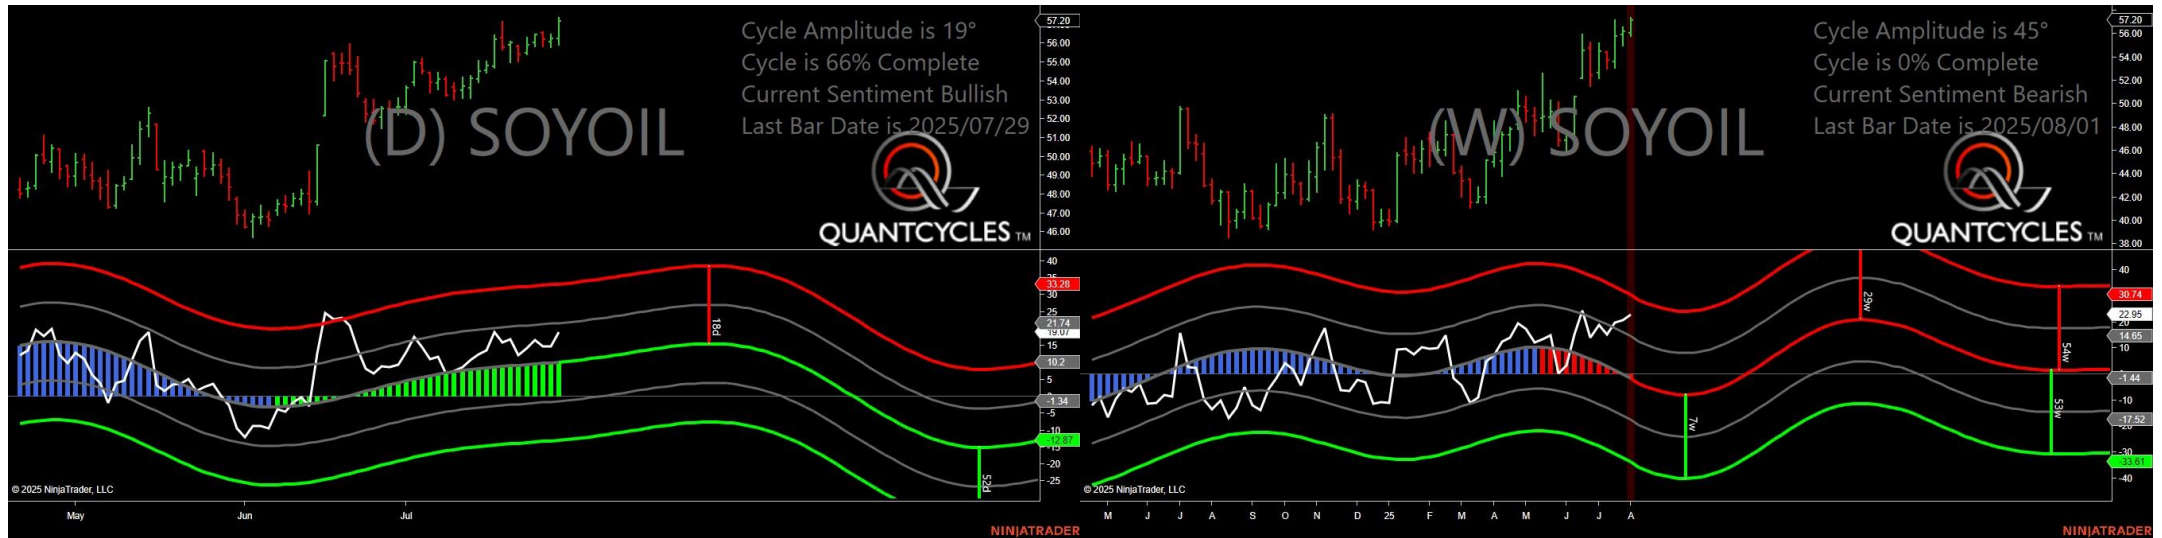 Cycle Amplitude is 19°
Cycle is 66% Complete
Current Sentiment Bullish
Last Bar Date is 2025/07/29
(D) SOYOIL
QUANTCYCLES TM
57.20
56.00
55.00
54.00
53.00
52.00
51.00
50.00
49.00
48.00
47.00
46.00
40
33.28
30
21.74
19.07
15
10.2
5
-1.34
-5
-10
-12.87
-15
-20
-25
18d
52d
© 2025 NinjaTrader, LLC
May Jun Jul
NINJATRADER
Cycle Amplitude is 45°
Cycle is 0% Complete
Current Sentiment Bearish
Last Bar Date is 2025/08/01
(W) SOYOIL
QUANTCYCLES TM
57.20
56.00
54.00
52.00
50.00
48.00
46.00
44.00
42.00
40.00
38.00
40
30.74
22.95
20
14.65
10
-1.44
-10
-17.52
-30
-33.61
-40
7w
29w
54w
53w
© 2025 NinjaTrader, LLC
M J J A S O N D 25 F M A M J J A
NINJATRADER